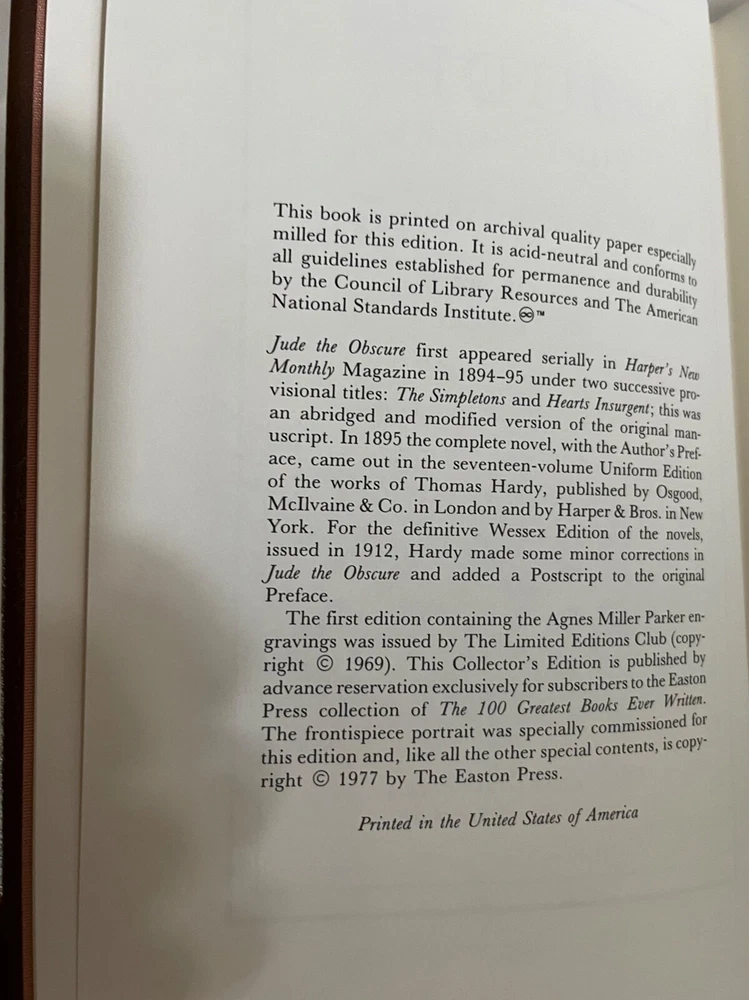 This book is printed on archival quality paper especially
milled for this edition. It is acid-neutral and conforms to
all guidelines established for permanence and durability
by the Council of Library Resources and The American
National Standards Institute.♾™
Jude the Obscure first appeared serially in Harper's New
Monthly Magazine in 1894–95 under two successive pro-
visional titles: The Simpletons and Hearts Insurgent; this was
an abridged and modified version of the original man-
uscript. In 1895 the complete novel, with the Author's Pref-
ace, came out in the seventeen-volume Uniform Edition
of the works of Thomas Hardy, published by Osgood,
McIlvaine & Co. in London and by Harper & Bros. in New
York. For the definitive Wessex Edition of the novels,
issued in 1912, Hardy made some minor corrections in
Jude the Obscure and added a Postscript to the original
Preface.
The first edition containing the Agnes Miller Parker en-
gravings was issued by The Limited Editions Club (copy-
right © 1969). This Collector's Edition is published by
advance reservation exclusively for subscribers to the Easton
Press collection of The 100 Greatest Books Ever Written.
The frontispiece portrait was specially commissioned for
this edition and, like all the other special contents, is copy-
right © 1977 by The Easton Press.
Printed in the United States of America